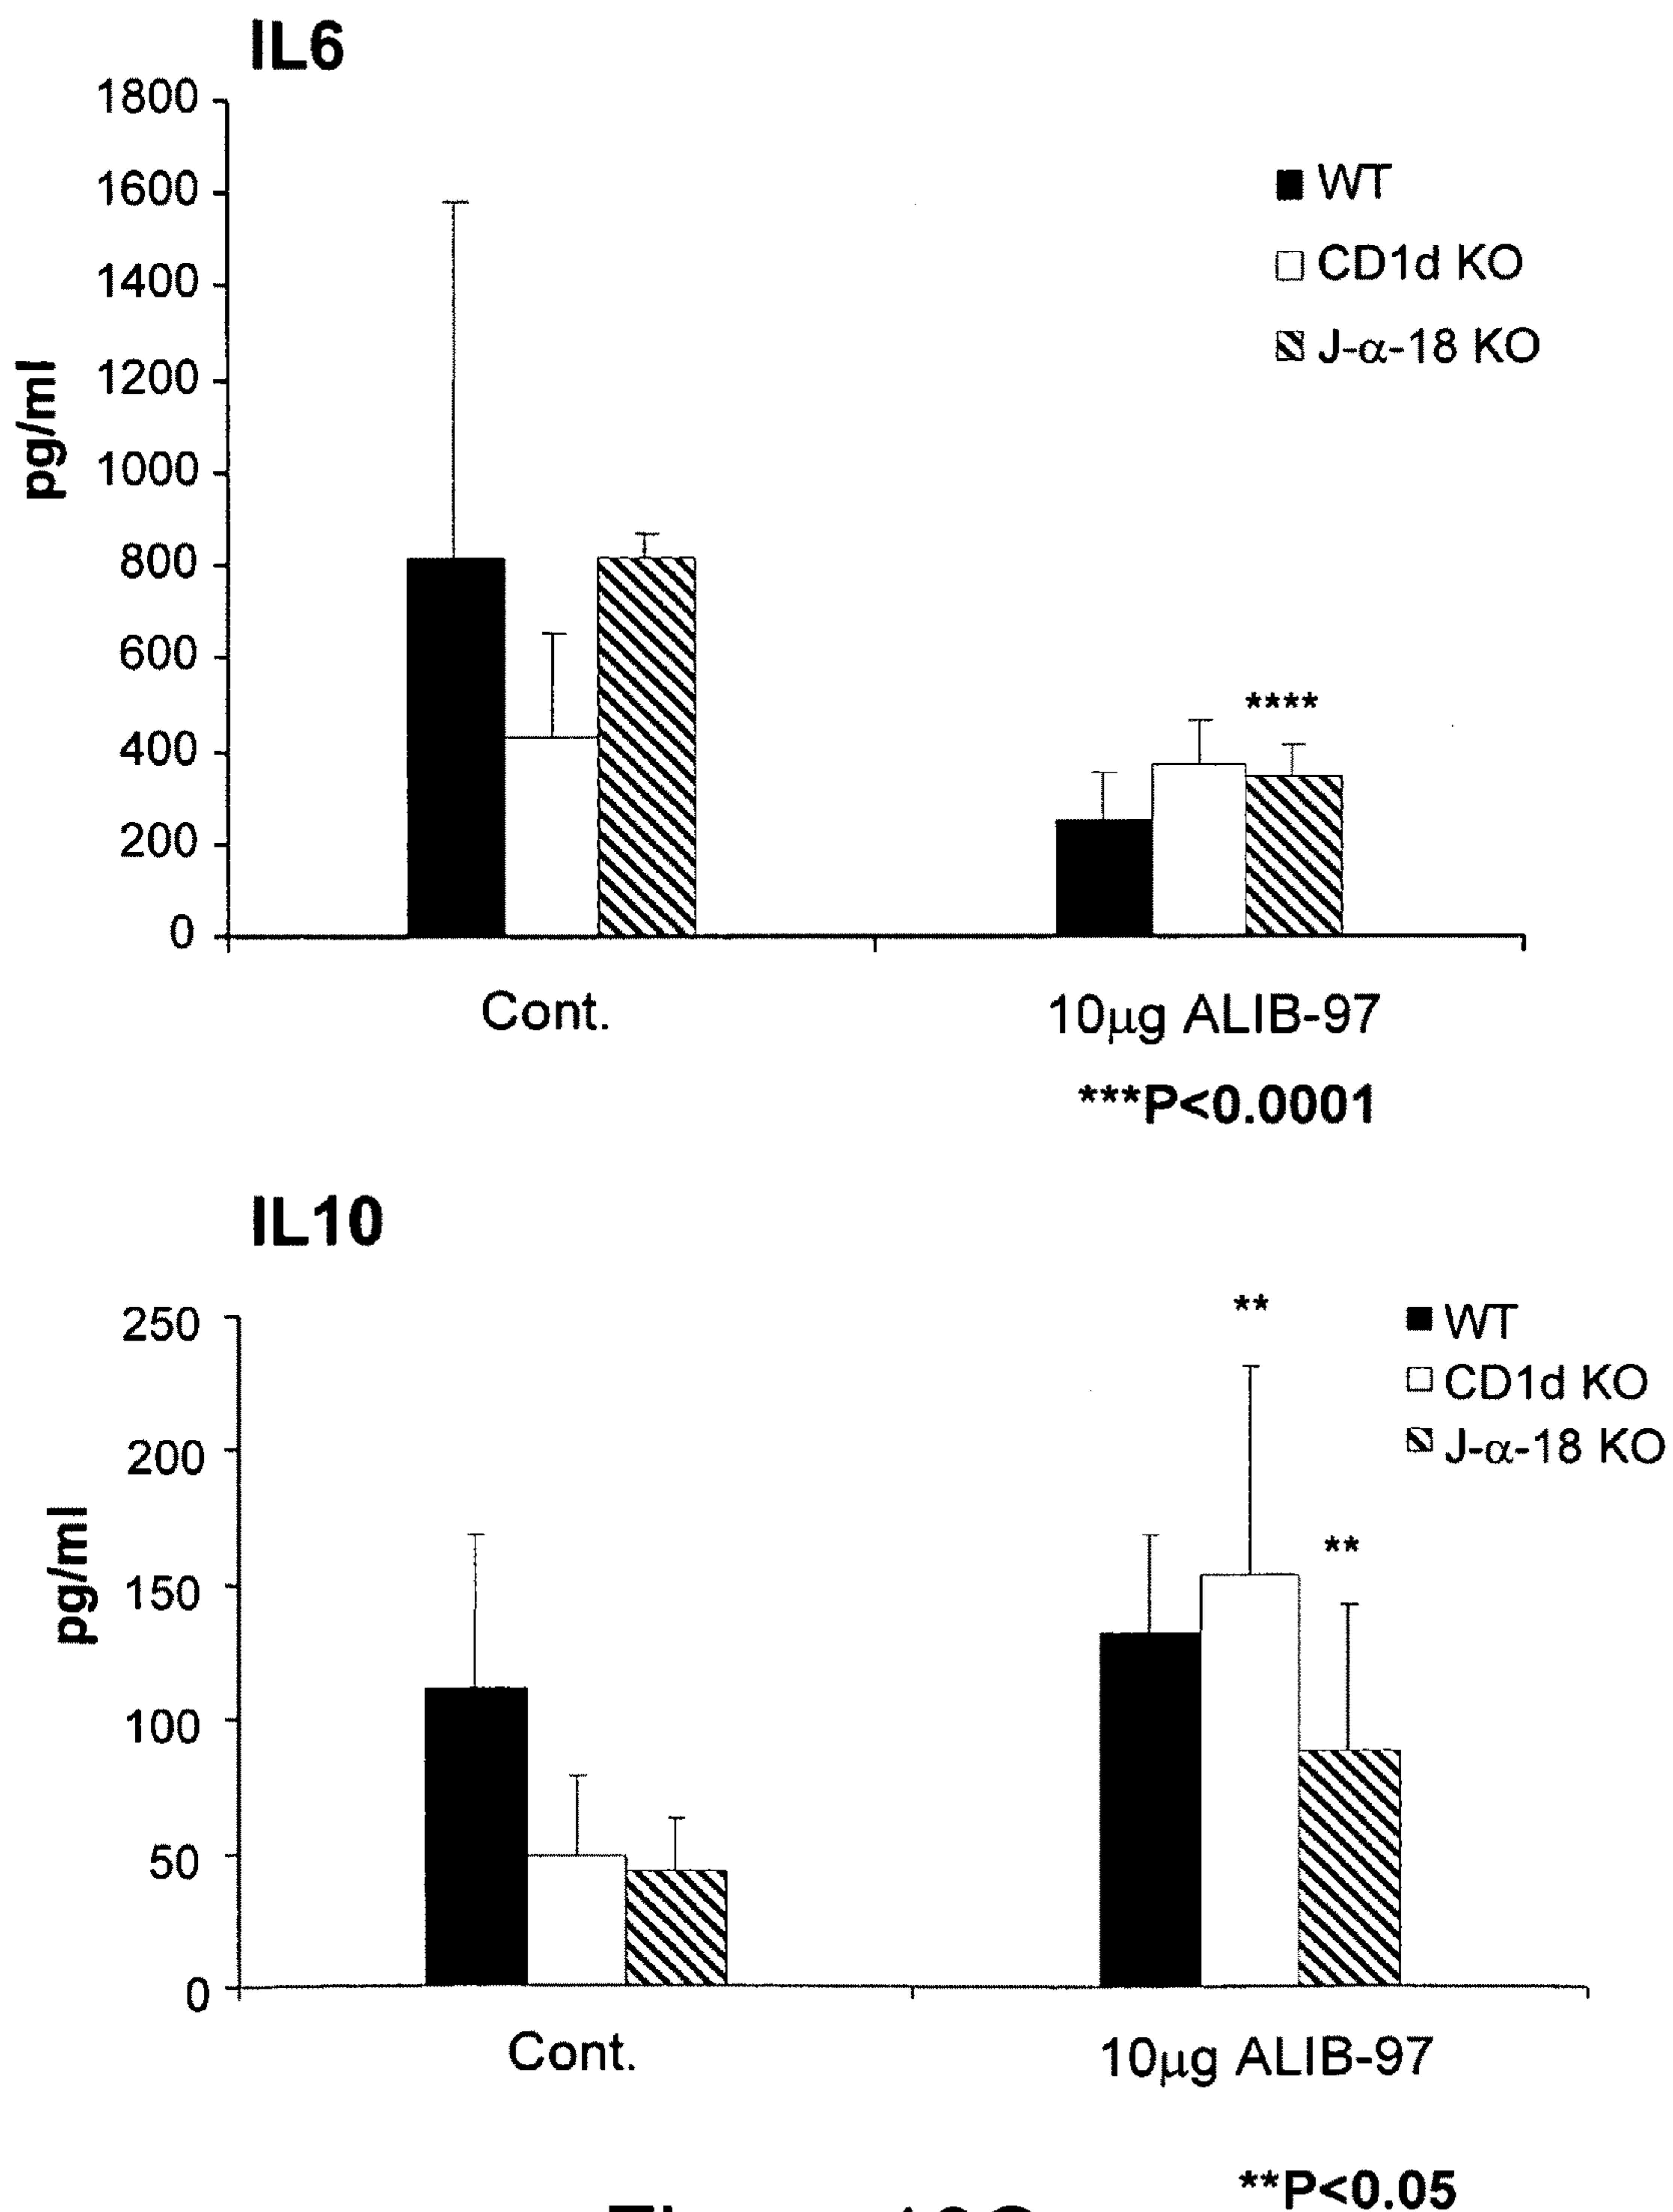 IL6
1800
1600
1400
1200
1000
800
600
400
200
0
pg/ml
WT
CD1d KO
J-α-18 KO
****
Cont.
10μg ALIB-97
***P<0.0001
IL10
250
200
150
100
50
0
pg/ml
WT
CD1d KO
J-α-18 KO
**
**
Cont.
10μg ALIB-97
**P<0.05